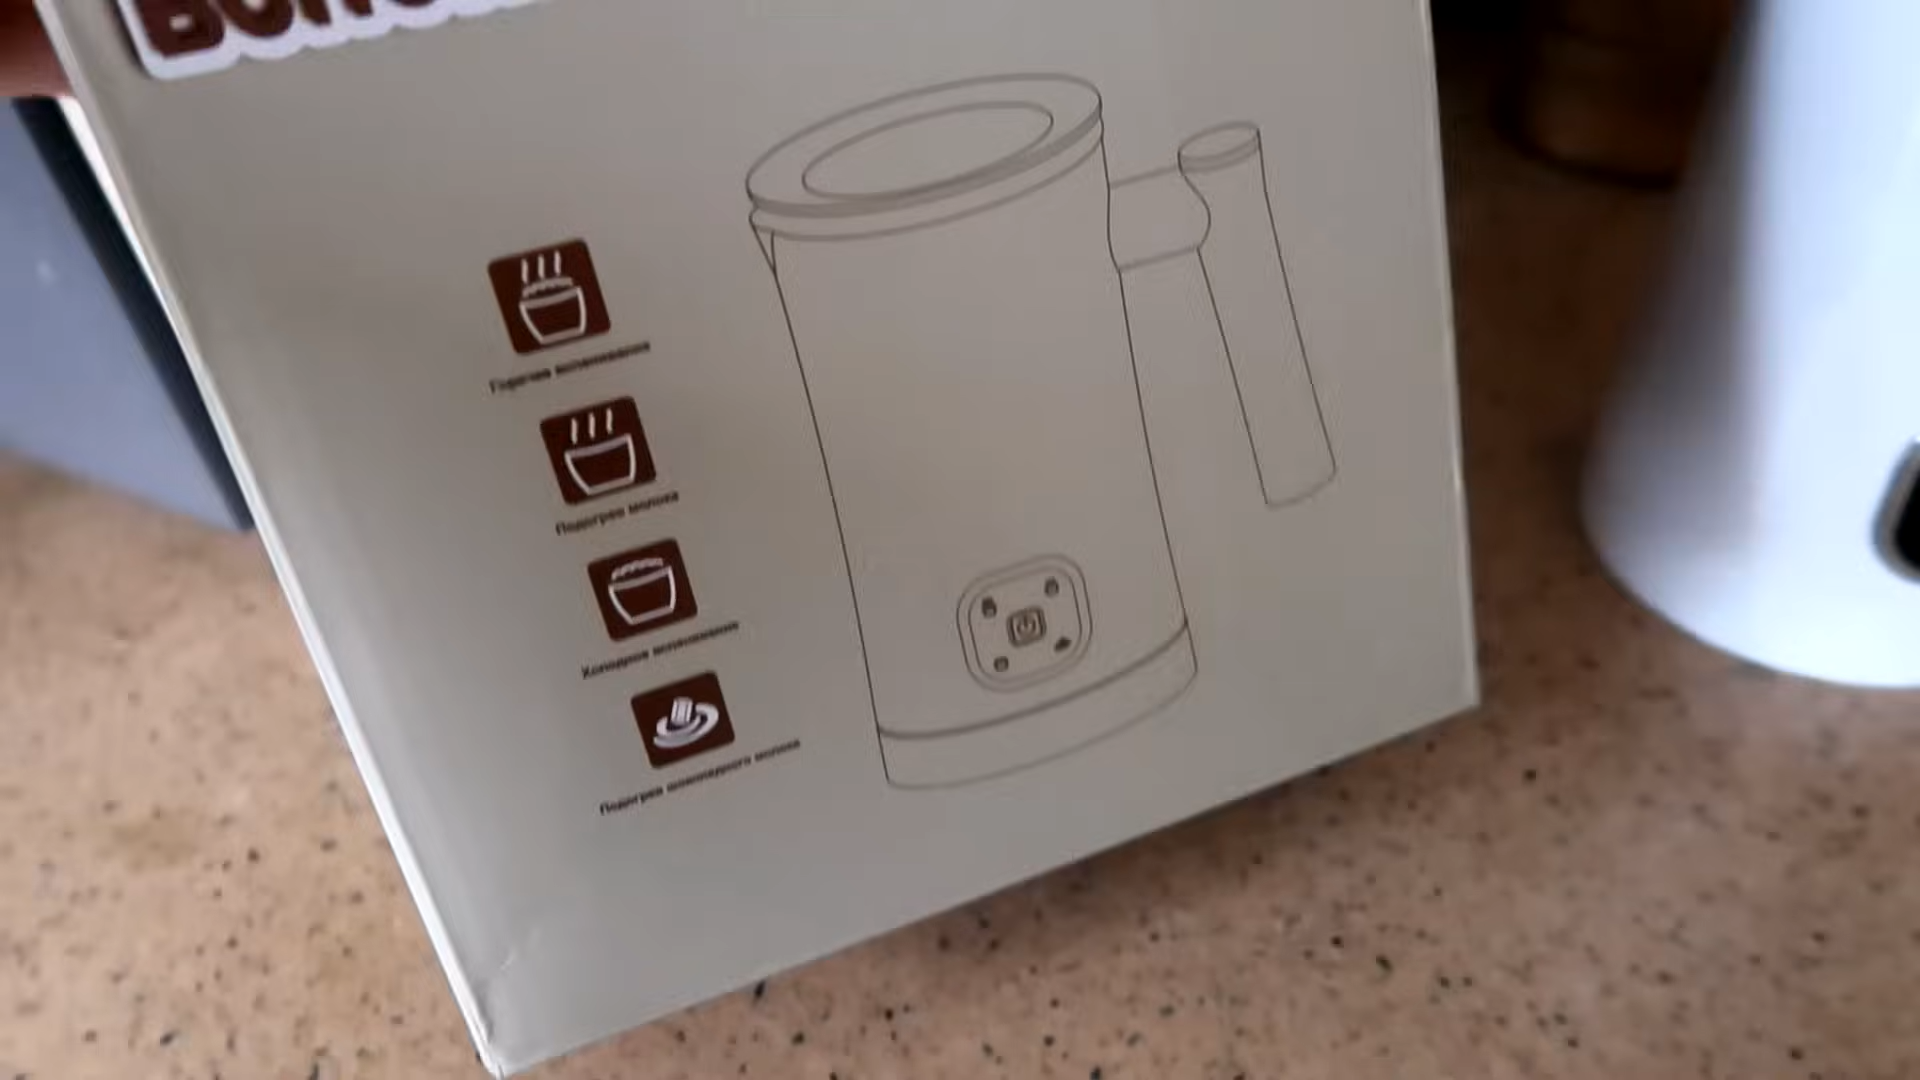 Горячее вспенивание
Подогрев молока
Холодное вспенивание
Подогрев шоколадного молока